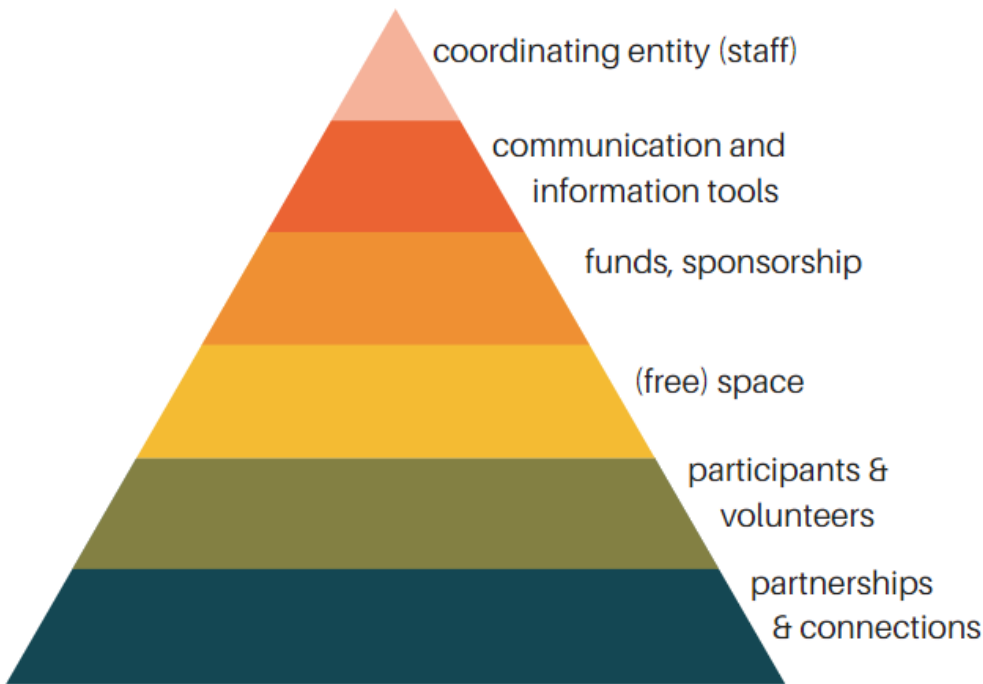 coordinating entity (staff)
communication and
information tools
funds, sponsorship
(free) space
participants &
volunteers
partnerships
& connections